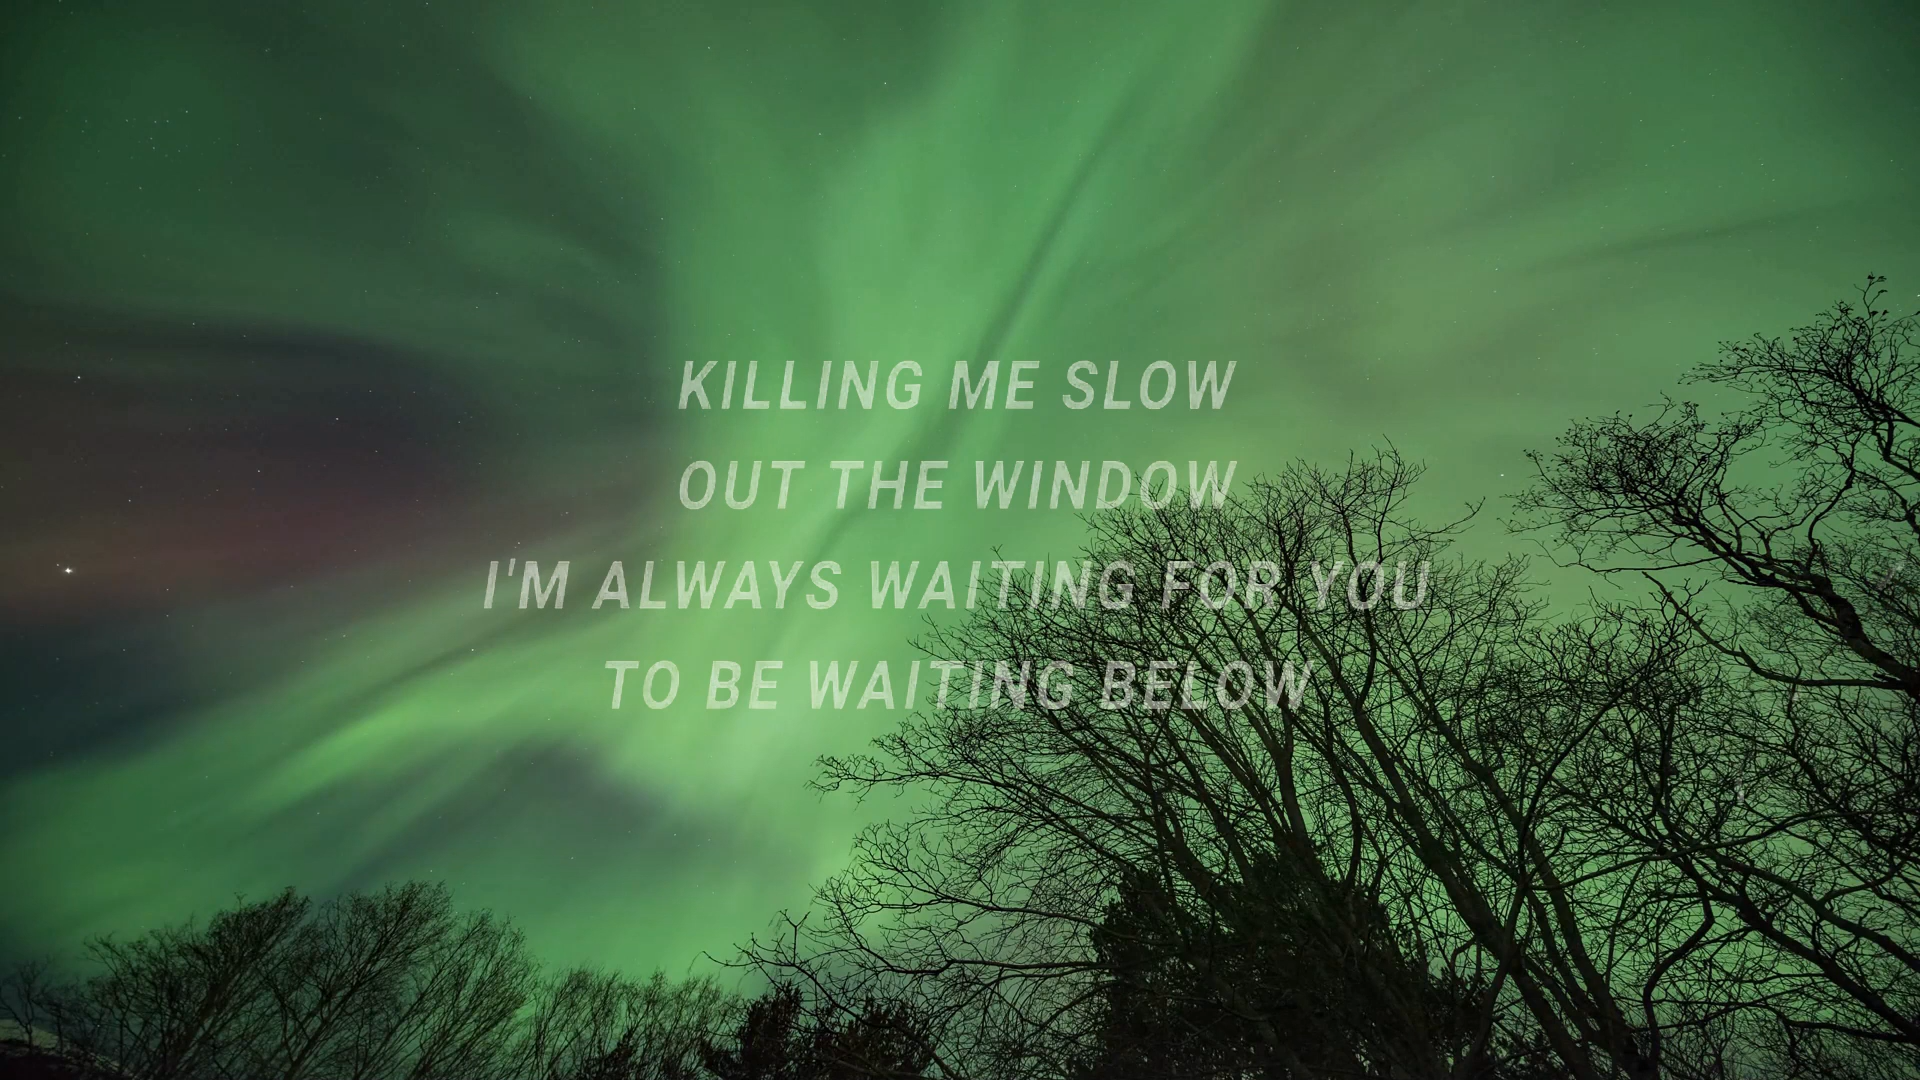 KILLING ME SLOW
OUT THE WINDOW
I'M ALWAYS WAITING FOR YOU
TO BE WAITING BELOW